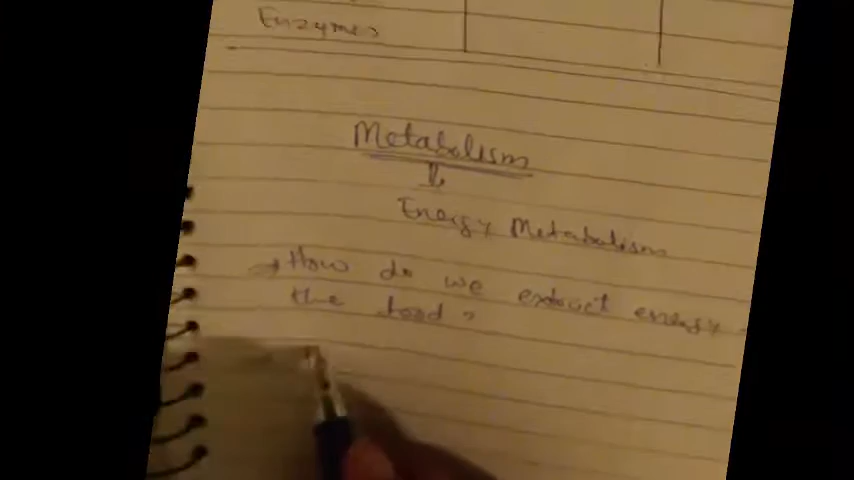 Enzymes
Metabolism
Energy Metabolism
→ How do we extract energy
the food?